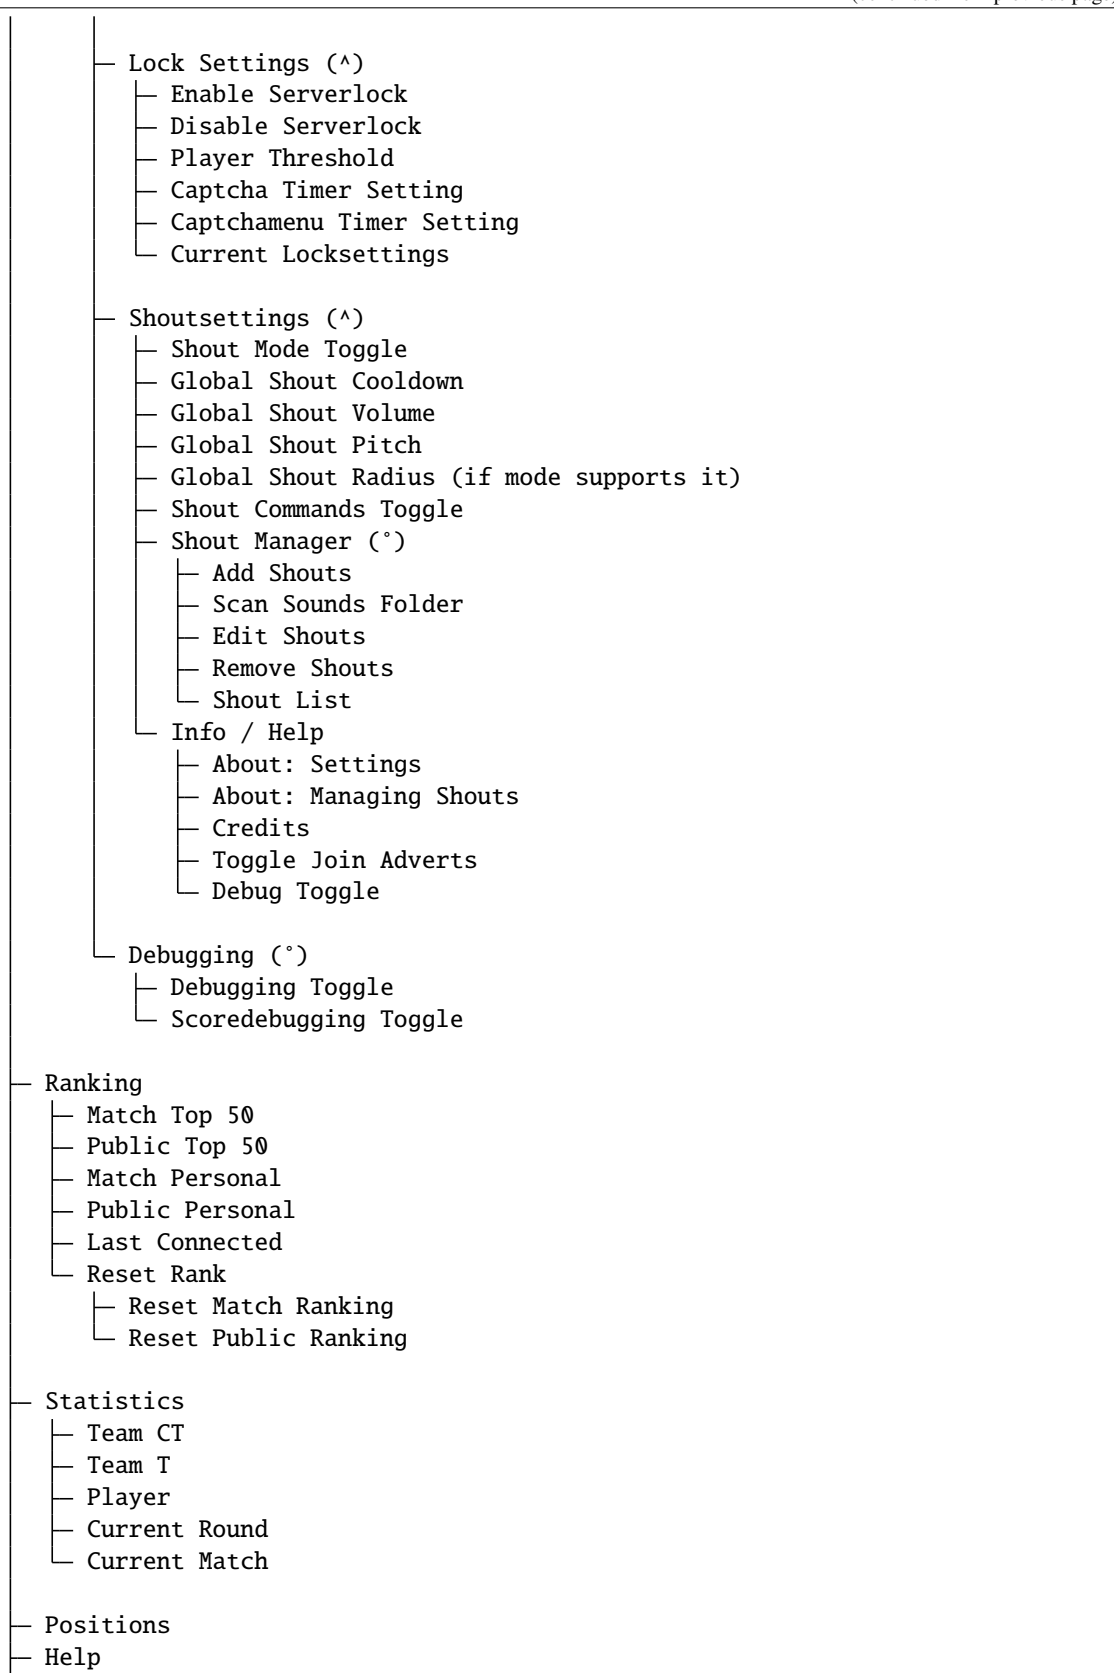 Lock Settings (^)
Enable Serverlock
Disable Serverlock
Player Threshold
Captcha Timer Setting
Captchamenu Timer Setting
Current Locksettings
Shoutsettings (^)
Shout Mode Toggle
Global Shout Cooldown
Global Shout Volume
Global Shout Pitch
Global Shout Radius (if mode supports it)
Shout Commands Toggle
Shout Manager (°)
Add Shouts
Scan Sounds Folder
Edit Shouts
Remove Shouts
Shout List
Info / Help
About: Settings
About: Managing Shouts
Credits
Toggle Join Adverts
Debug Toggle
Debugging (°)
Debugging Toggle
Scoredebugging Toggle
Ranking
Match Top 50
Public Top 50
Match Personal
Public Personal
Last Connected
Reset Rank
Reset Match Ranking
Reset Public Ranking
Statistics
Team CT
Team T
Player
Current Round
Current Match
Positions
Help